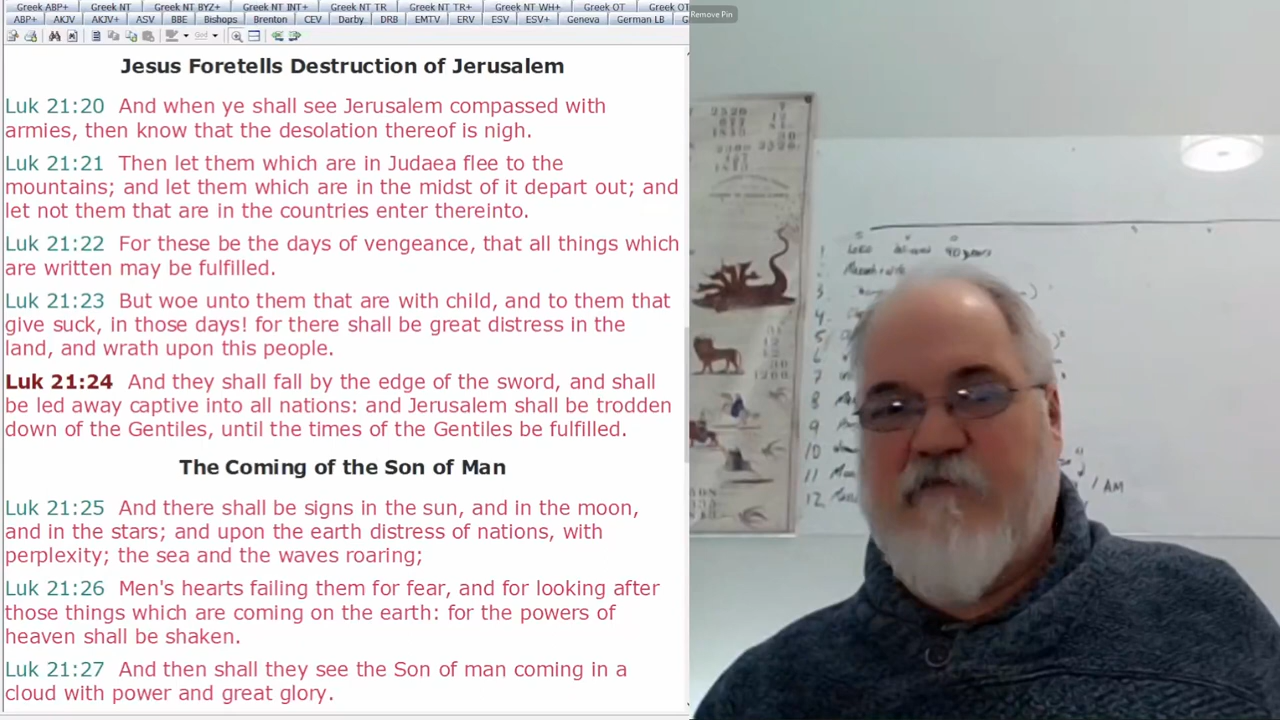 Greek ABP+ Greek NT Greek NT BYZ+ Greek NT INT+ Greek NT TR Greek NT TR+ Greek NT WH+ Greek OT Greek
ABP+ AKJV AKJV+ ASV BBE Bishops Brenton CEV Darby DRB EMTV ERV ESV ESV+ Geneva German LB
Remove Pin
Jesus Foretells Destruction of Jerusalem
Luk 21:20 And when ye shall see Jerusalem compassed with
armies, then know that the desolation thereof is nigh.
Luk 21:21 Then let them which are in Judaea flee to the
mountains; and let them which are in the midst of it depart out; and
let not them that are in the countries enter thereinto.
Luk 21:22 For these be the days of vengeance, that all things which
are written may be fulfilled.
Luk 21:23 But woe unto them that are with child, and to them that
give suck, in those days! for there shall be great distress in the
land, and wrath upon this people.
Luk 21:24 And they shall fall by the edge of the sword, and shall
be led away captive into all nations: and Jerusalem shall be trodden
down of the Gentiles, until the times of the Gentiles be fulfilled.
The Coming of the Son of Man
Luk 21:25 And there shall be signs in the sun, and in the moon,
and in the stars; and upon the earth distress of nations, with
perplexity; the sea and the waves roaring;
Luk 21:26 Men's hearts failing them for fear, and for looking after
those things which are coming on the earth: for the powers of
heaven shall be shaken.
Luk 21:27 And then shall they see the Son of man coming in a
cloud with power and great glory.
2520
1 90 years
3
4
5
6
7
8
9
10
11 AM
12